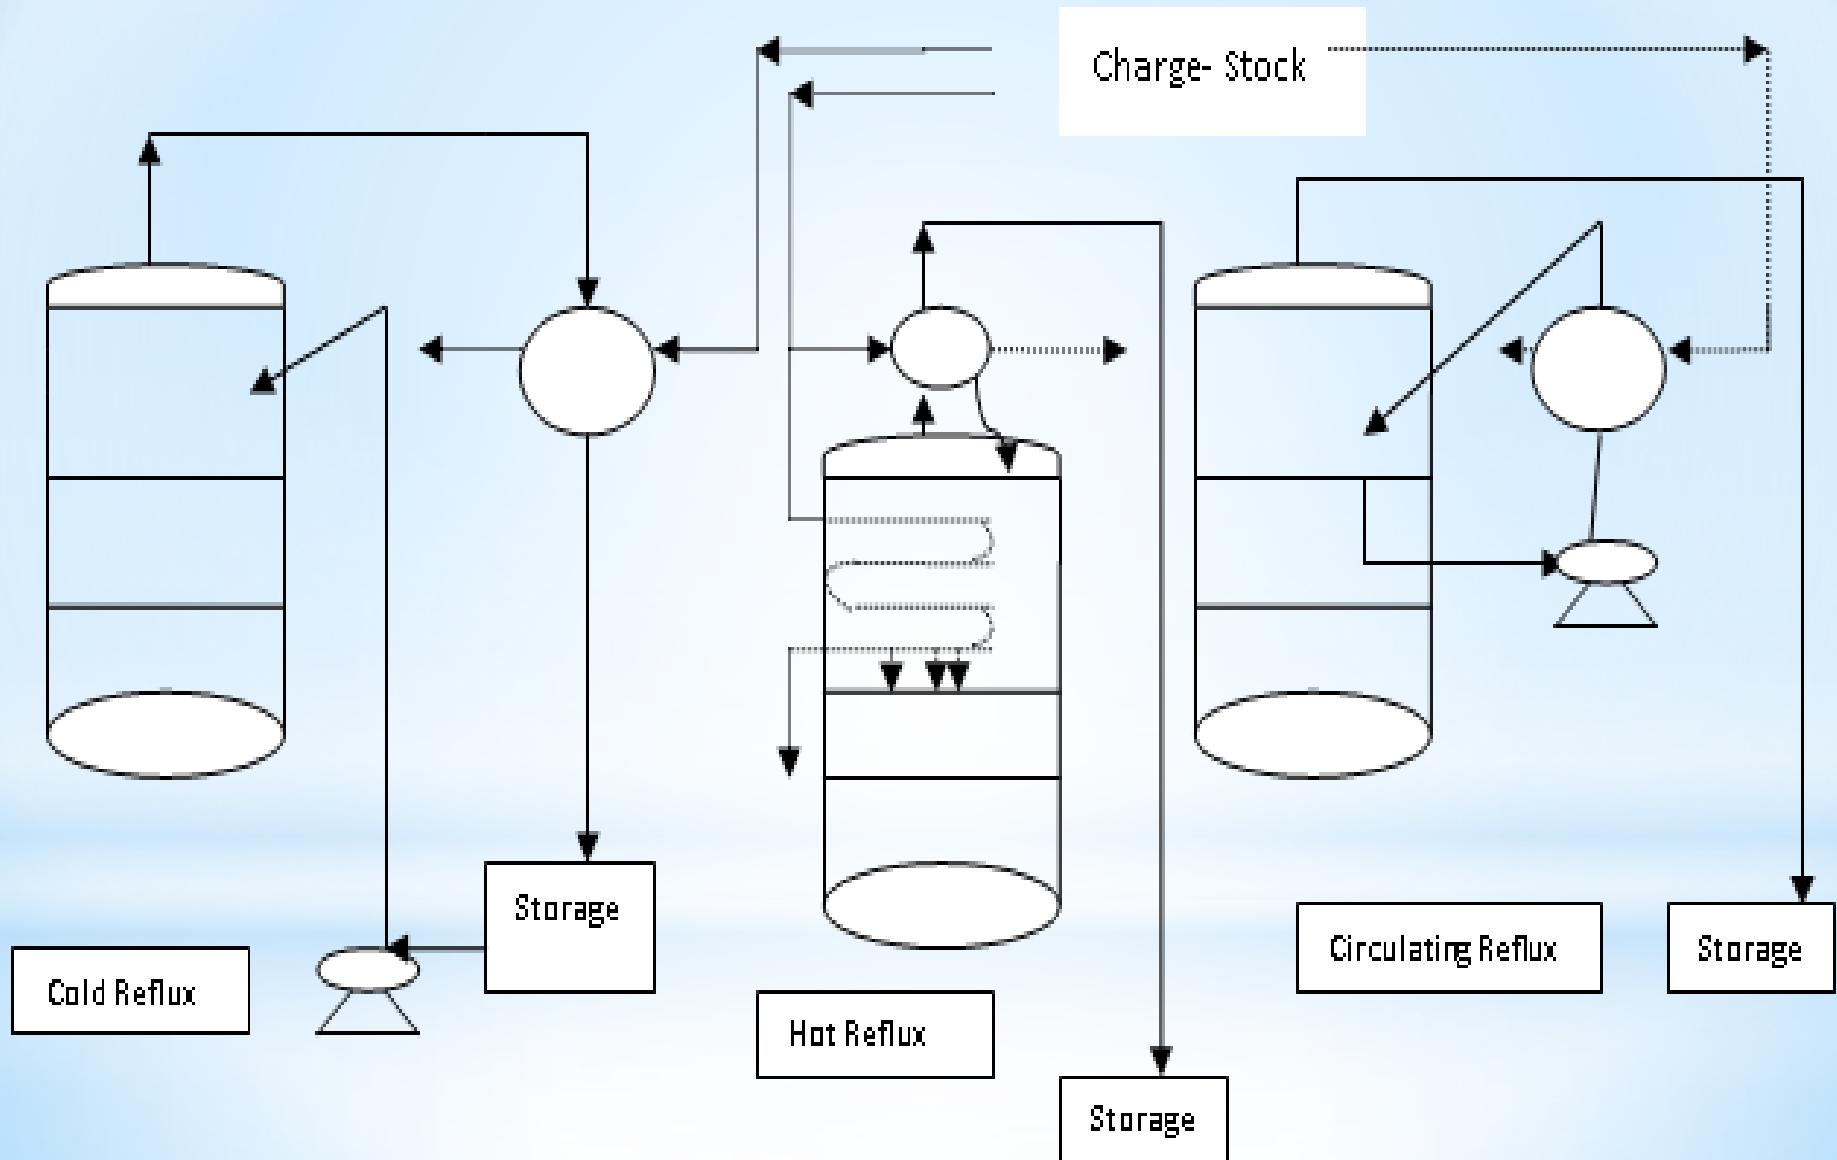 Charge- Stock
Storage
Cold Reflux
Hot Reflux
Storage
Circulating Reflux
Storage